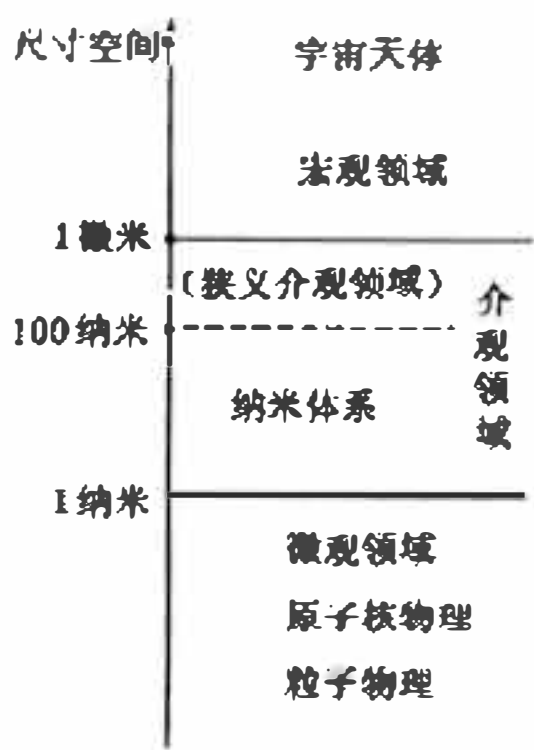 尺寸空间
宇宙天体
宏观领域
1微米
(狭义介观领域)
介观领域
100纳米
纳米体系
1纳米
微观领域
原子核物理
粒子物理